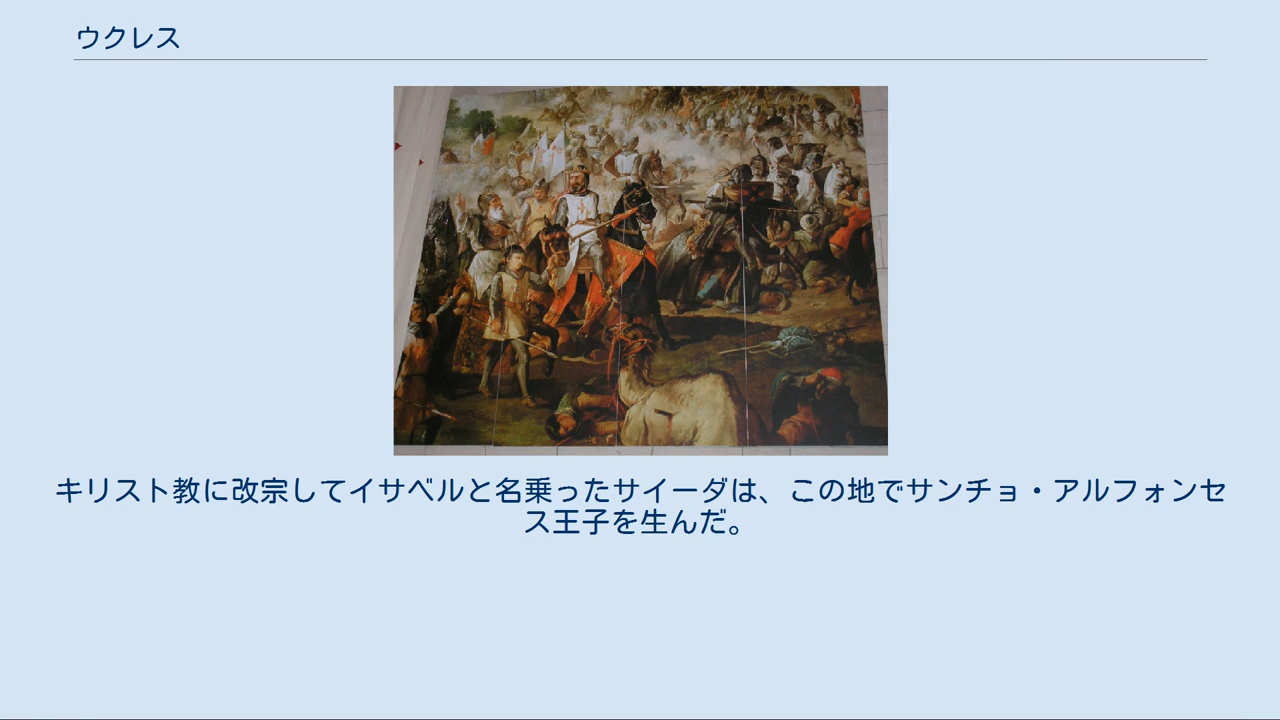 ウクレス
キリスト教に改宗してイサベルと名乗ったサイーダは、この地でサンチョ・アルフォンセ
ス王子を生んだ。